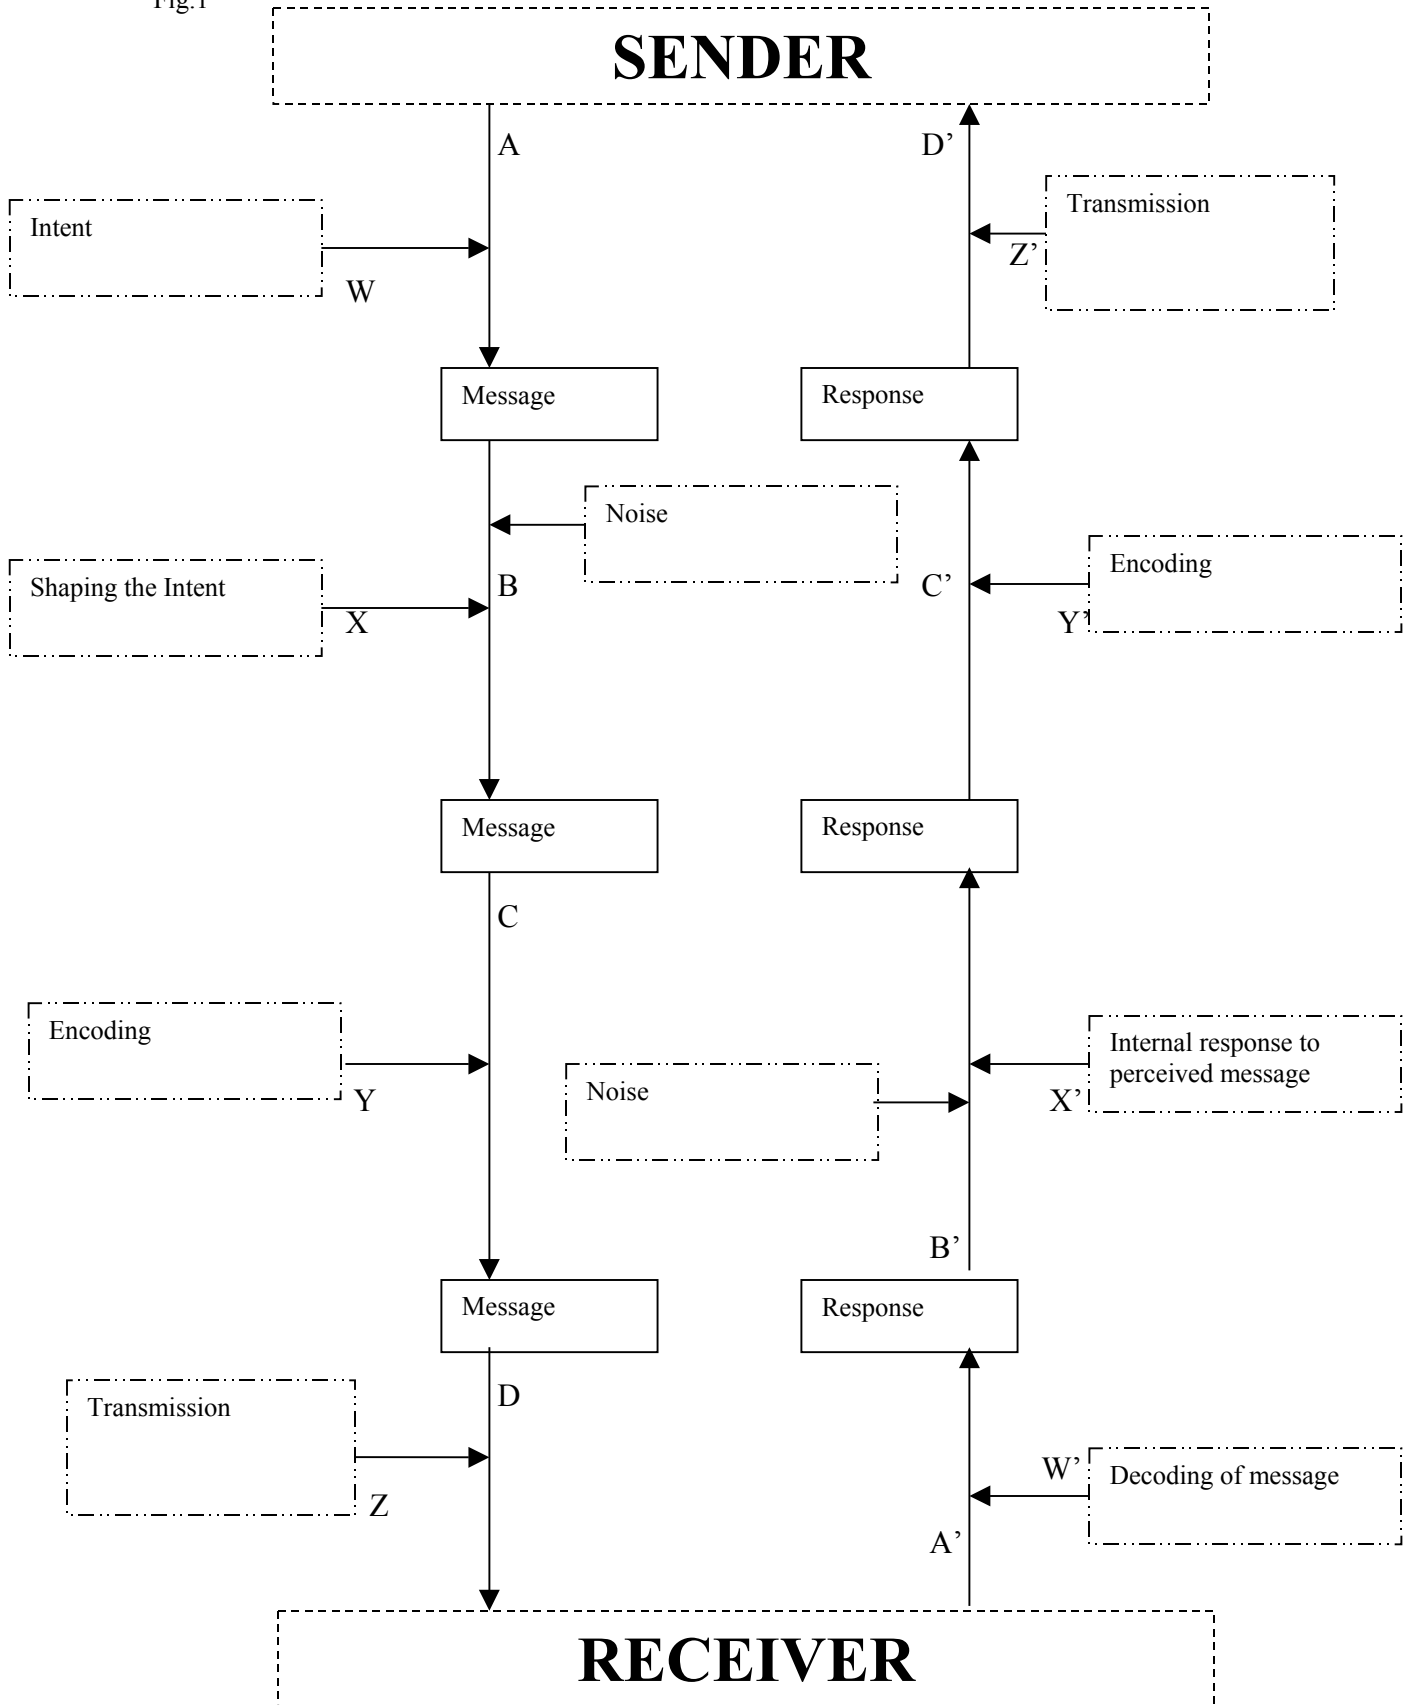 Fig.1
SENDER
A
D’
Transmission
Intent
Z’
W
Message
Response
Noise
Encoding
Shaping the Intent
B
C’
X
Y’
Message
Response
C
Encoding
Internal response to
perceived message
Noise
Y
X’
B’
Message
Response
D
Transmission
W’
Decoding of message
Z
A’
RECEIVER